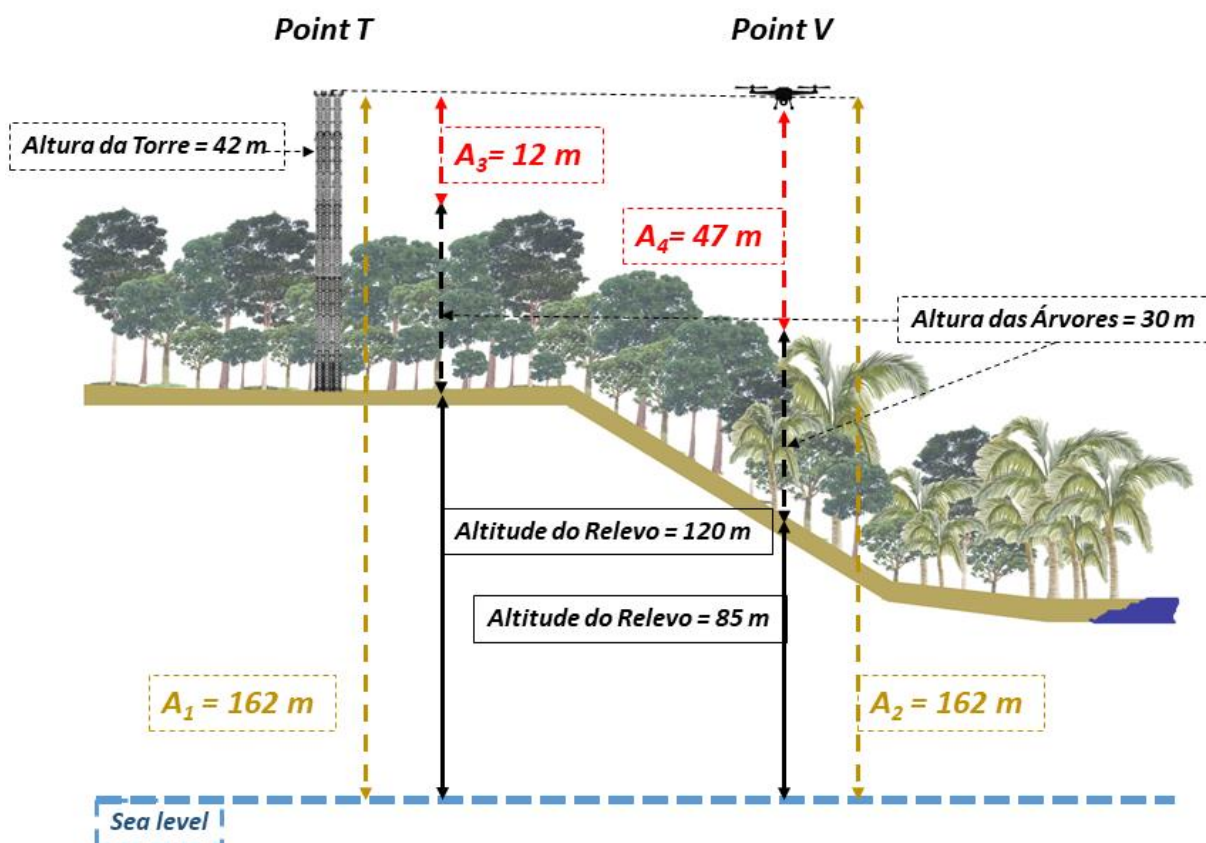 Point T
Point V
Altura da Torre = 42 m
A₃= 12 m
A₄= 47 m
Altura das Árvores = 30 m
Altitude do Relevo = 120 m
Altitude do Relevo = 85 m
A₁ = 162 m
A₂ = 162 m
Sea level